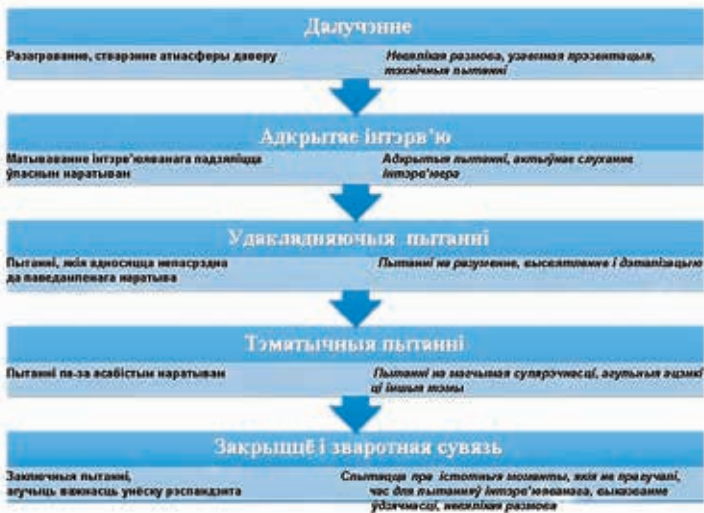 Далучэнне
Разаграванне, стварэнне атмасферы даверу
Невялікая размова, узаемная прэзентацыя,
тэхнічныя пытанні
Адкрытае інтэрв'ю
Матываванне інтэрв'юванага падзяліцца
ўласным наратывам
Адкрытыя пытанні, актыўнае слуханне
інтэрв'юера
Удакладняючыя пытанні
Пытанні, якія адносяцца непасрэдна
да паведамленага наратыва
Пытанні на разуменне, высвятленне і дэталізацыю
Тэматычныя пытанні
Пытанні па-за асабістым наратывам
Пытанні на магчымыя супярэчнасці, агульныя ацэнкі
ці іншыя тэмы
Закрыццё і зваротная сувязь
Заключныя пытанні,
агучыць важнасць унёску рэспандэнта
Спытацца пра істотныя моманты, якія не прагучалі,
час для пытанняў інтэрв'юванага, выказванне
ўдзячнасці, невялікая размова